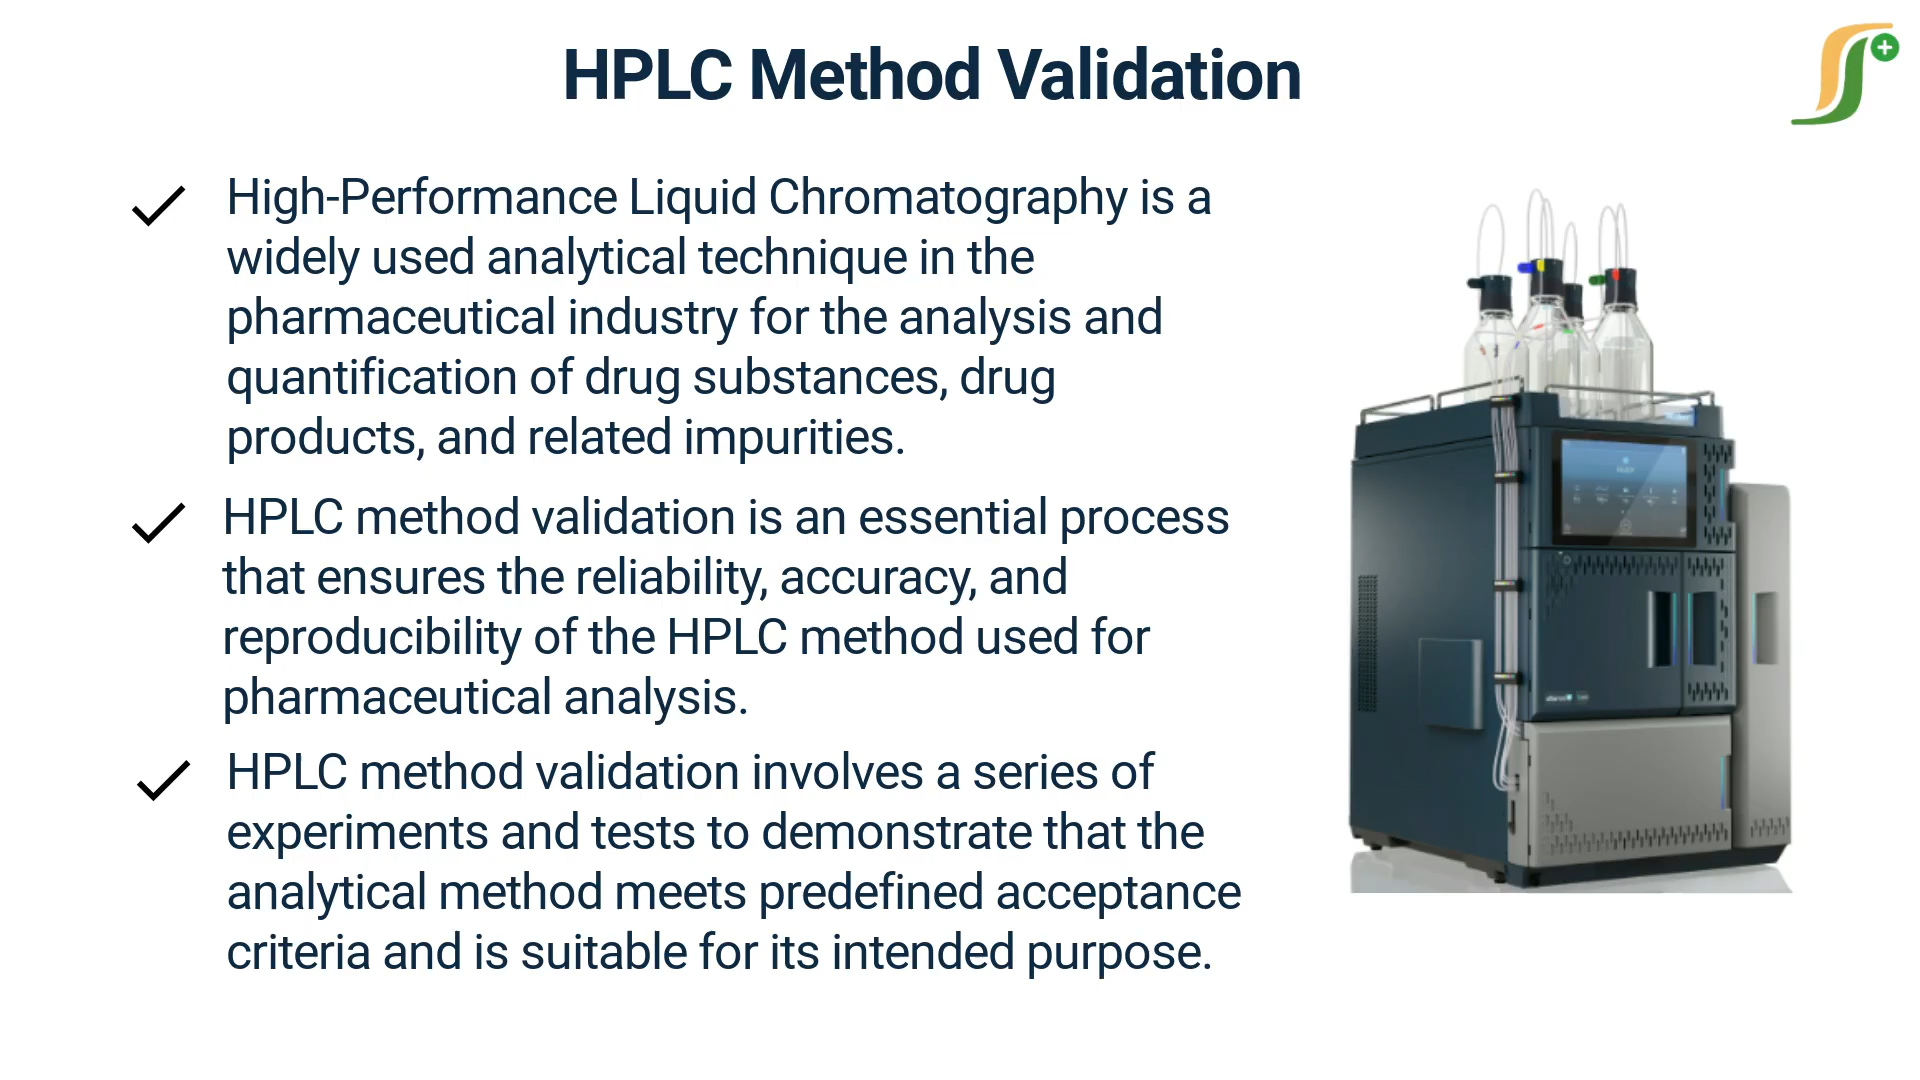 HPLC Method Validation
High-Performance Liquid Chromatography is a
widely used analytical technique in the
pharmaceutical industry for the analysis and
quantification of drug substances, drug
products, and related impurities.
HPLC method validation is an essential process
that ensures the reliability, accuracy, and
reproducibility of the HPLC method used for
pharmaceutical analysis.
HPLC method validation involves a series of
experiments and tests to demonstrate that the
analytical method meets predefined acceptance
criteria and is suitable for its intended purpose.